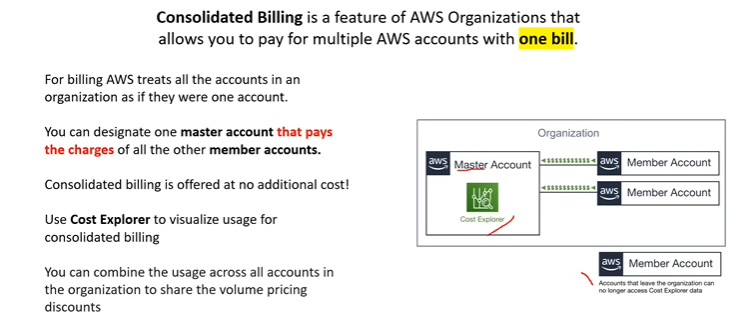 Consolidated Billing is a feature of AWS Organizations that
allows you to pay for multiple AWS accounts with one bill.
For billing AWS treats all the accounts in an
organization as if they were one account.
You can designate one master account that pays
the charges of all the other member accounts.
Consolidated billing is offered at no additional cost!
Use Cost Explorer to visualize usage for
consolidated billing
You can combine the usage across all accounts in
the organization to share the volume pricing
discounts
Organization
aws Master Account
Cost Explorer
$$$$$$$$$$$
aws Member Account
$$$$$$$$$$$
aws Member Account
aws Member Account
Accounts that leave the organization can
no longer access Cost Explorer data